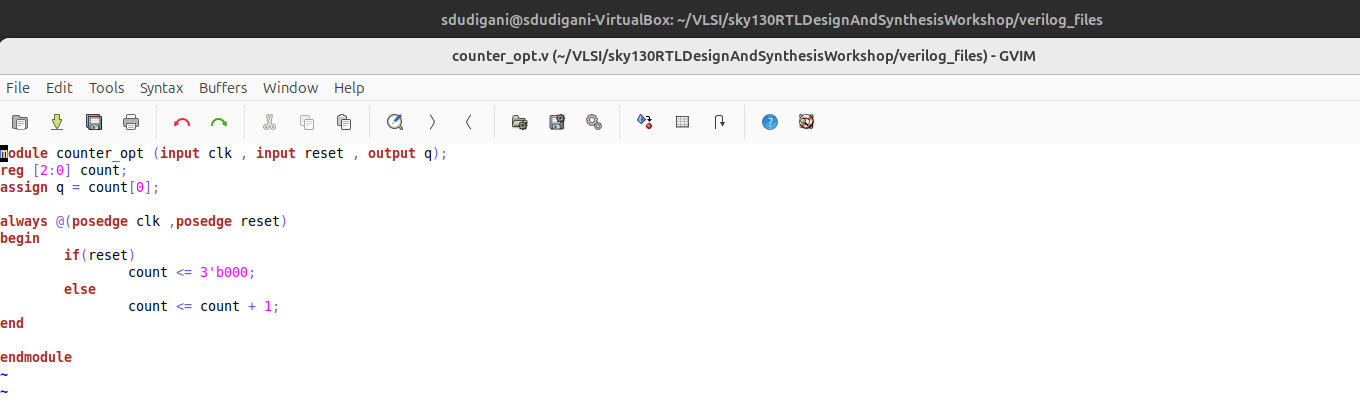 sdudigani@sdudigani-VirtualBox: ~/VLSI/sky130RTLDesignAndSynthesisWorkshop/verilog_files
counter_opt.v (~/VLSI/sky130RTLDesignAndSynthesisWorkshop/verilog_files) - GVIM
File Edit Tools Syntax Buffers Window Help
module counter_opt (input clk , input reset , output q);
reg [2:0] count;
assign q = count[0];
always @(posedge clk ,posedge reset)
begin
if(reset)
count <= 3'b000;
else
count <= count + 1;
end
endmodule
~
~